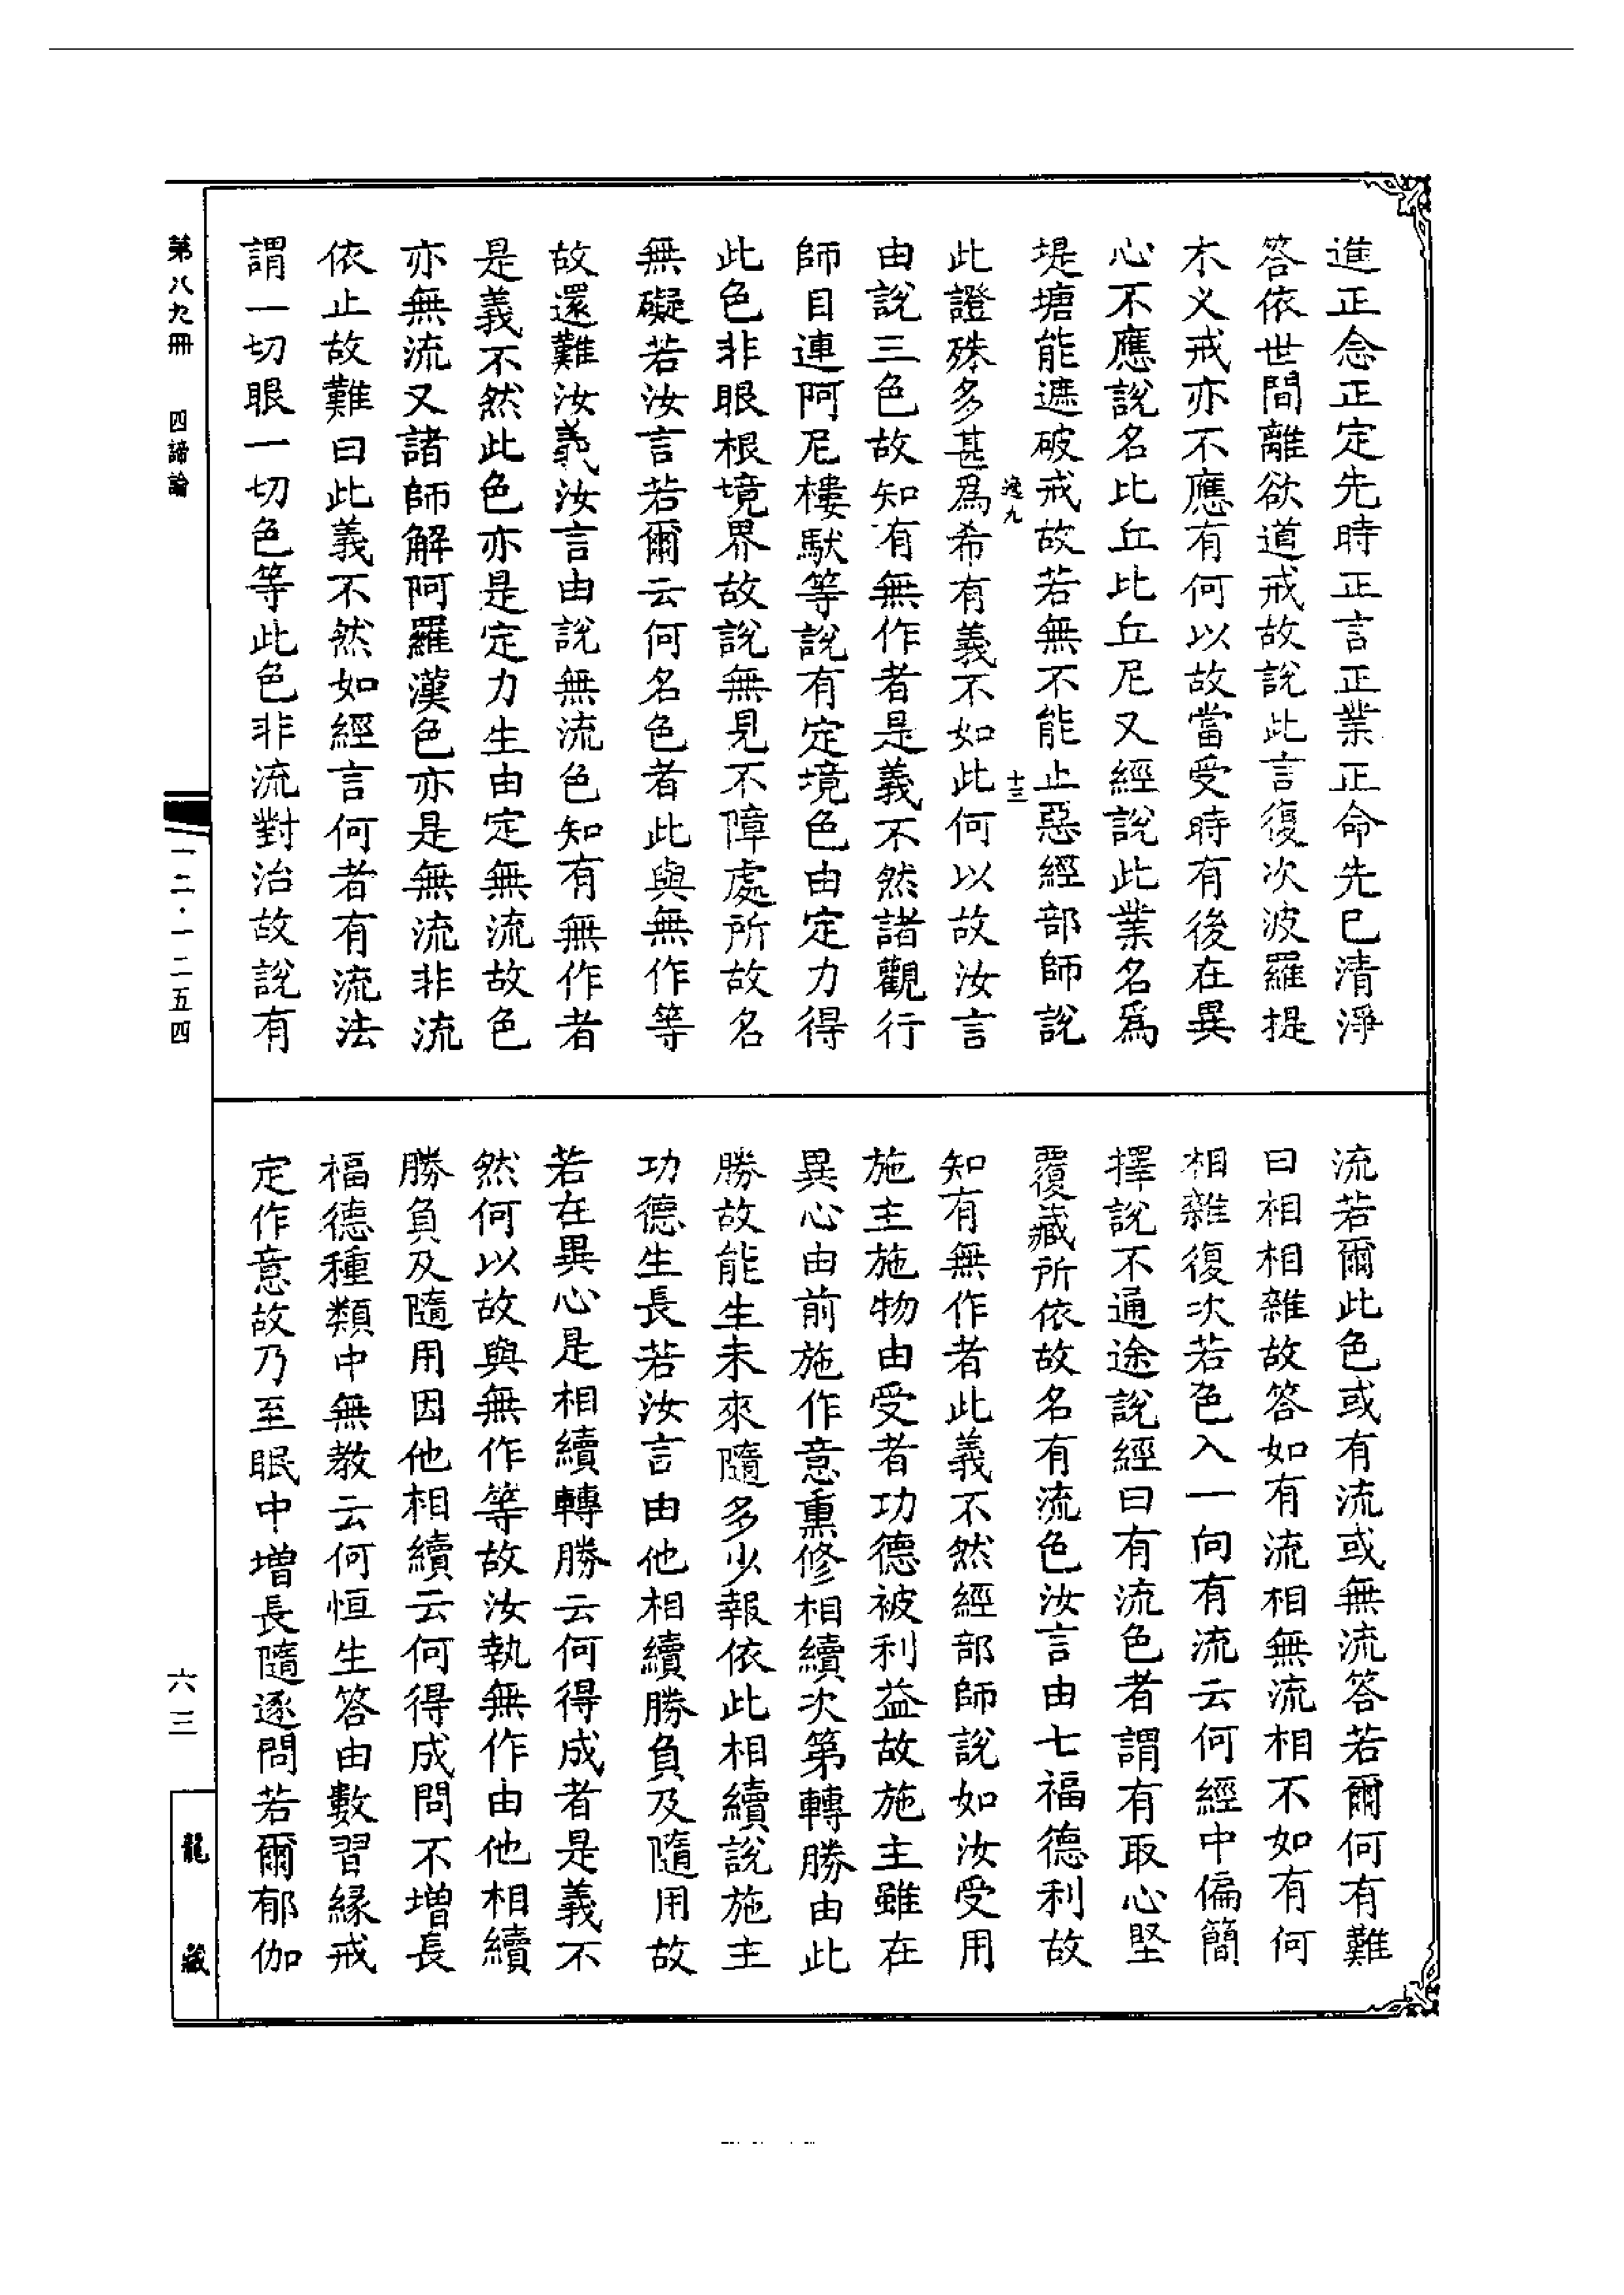 進正念正定先時正言正業正命先已清淨
答依世間離欲道戒故說此言復次波羅提
木义戒亦不應有何以故當受時有後在異
心不應說名比丘比丘尼又經說此業名爲
堤塘能遮破戒故若無不能止惡經部師說
逸九 十三
此證殊多甚爲希有義不如此何以故汝言
由說三色故知有無作者是義不然諸觀行
師目連阿尼樓馱等說有定境色由定力得
此色非眼根境界故說無見不障處所故名
無礙若汝言若爾云何名色者此與無作等
故還難汝義汝言由說無流色知有無作者
是義不然此色亦是定力生由定無流故色
亦無流又諸師解阿羅漢色亦是無流非流
依止故難曰此義不然如經言何者有流法
謂一切眼一切色等此色非流對治故說有
流若爾此色或有流或無流答若爾何有難
曰相相雜故答如有流相無流相不如有何
相雜復次若色入一向有流云何經中偏簡
擇說不通途說經曰有流色者謂有取心堅
覆藏所依故名有流色汝言由七福德利故
知有無作者此義不然經部師說如汝受用
施主施物由受者功德被利益故施主雖在
異心由前施作意熏修相續次第轉勝由此
勝故能生未來隨多少報依此相續說施主
功德生長若汝言由他相續勝負及隨用故
若在異心是相續轉勝云何得成者是義不
然何以故與無作等故汝執無作由他相續
勝負及隨用因他相續云何得成問不增長
福德種類中無教云何恒生答由數習緣戒
定作意故乃至眠中增長隨逐問若爾郁伽
第八九冊 四諦論
一二·一二五四
六三
龍藏